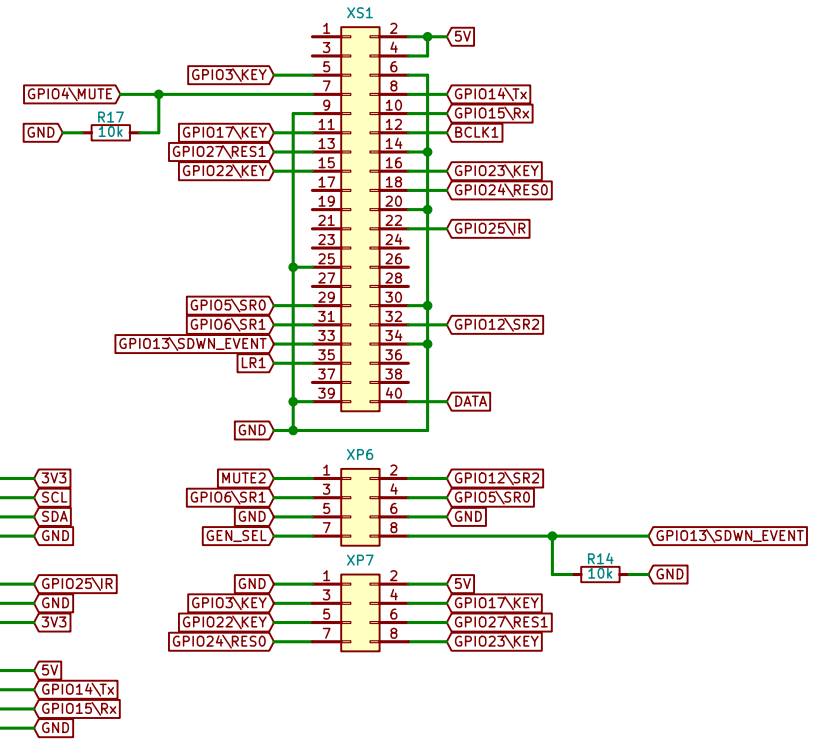 XS1
1 2 5V
3 4
GPIO3\KEY 5 6
GPIO4\MUTE 7 8 GPIO14\Tx
R17
9 10 GPIO15\Rx
GND 10k
GPIO17\KEY 11 12 BCLK1
GPIO27\RES1 13 14
GPIO22\KEY 15 16 GPIO23\KEY
17 18 GPIO24\RES0
19 20
21 22 GPIO25\IR
23 24
25 26
27 28
GPIO5\SR0 29 30
GPIO6\SR1 31 32 GPIO12\SR2
GPIO13\SDWN_EVENT 33 34
LR1 35 36
37 38
39 40 DATA
GND
XP6
3V3 MUTE2 1 2 GPIO12\SR2
SCL GPIO6\SR1 3 4 GPIO5\SR0
SDA GND 5 6 GND
GND GEN_SEL 7 8 GPIO13\SDWN_EVENT
XP7 R14
10k GND
GPIO25\IR GND 1 2 5V
GND GPIO3\KEY 3 4 GPIO17\KEY
3V3 GPIO22\KEY 5 6 GPIO27\RES1
GPIO24\RES0 7 8 GPIO23\KEY
5V
GPIO14\Tx
GPIO15\Rx
GND